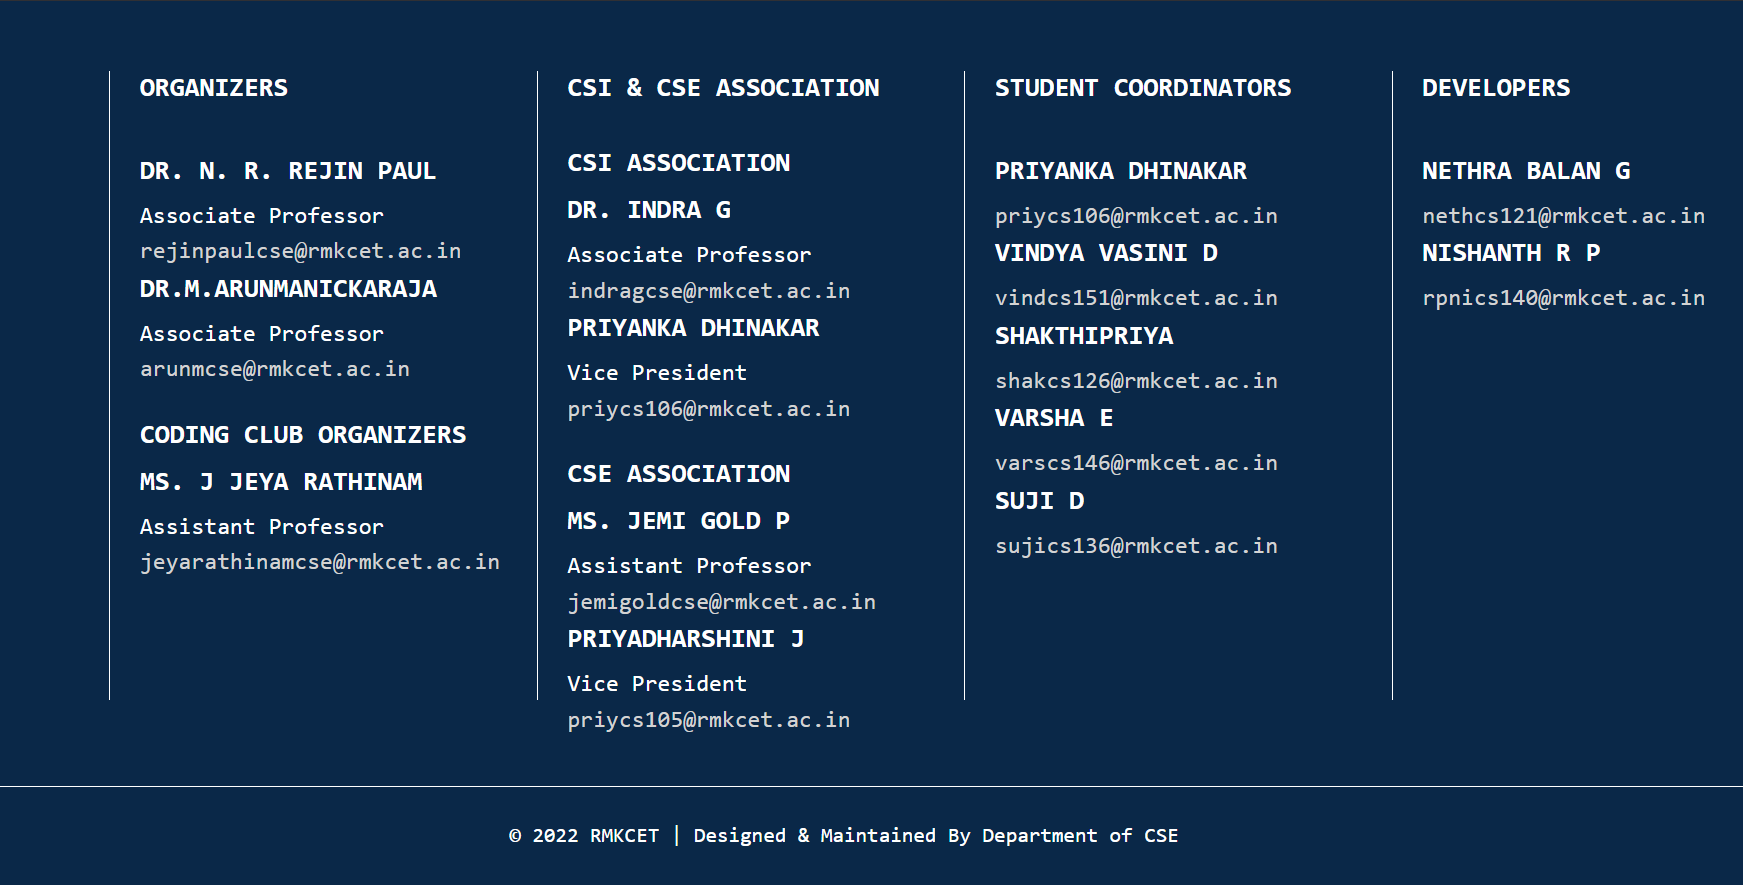 ORGANIZERS
DR. N. R. REJIN PAUL
Associate Professor
rejinpaulcse@rmkcet.ac.in
DR.M.ARUNMANICKARAJA
Associate Professor
arunmcse@rmkcet.ac.in
CODING CLUB ORGANIZERS
MS. J JEYA RATHINAM
Assistant Professor
jeyarathinamcse@rmkcet.ac.in
CSI & CSE ASSOCIATION
CSI ASSOCIATION
DR. INDRA G
Associate Professor
indragcse@rmkcet.ac.in
PRIYANKA DHINAKAR
Vice President
priycs106@rmkcet.ac.in
CSE ASSOCIATION
MS. JEMI GOLD P
Assistant Professor
jemigoldcse@rmkcet.ac.in
PRIYADHARSHINI J
Vice President
priycs105@rmkcet.ac.in
STUDENT COORDINATORS
PRIYANKA DHINAKAR
priycs106@rmkcet.ac.in
VINDYA VASINI D
vindcs151@rmkcet.ac.in
SHAKTHIPRIYA
shakcs126@rmkcet.ac.in
VARSHA E
varscs146@rmkcet.ac.in
SUJI D
sujics136@rmkcet.ac.in
DEVELOPERS
NETHRA BALAN G
nethcs121@rmkcet.ac.in
NISHANTH R P
rpnics140@rmkcet.ac.in
© 2022 RMKCET | Designed & Maintained By Department of CSE